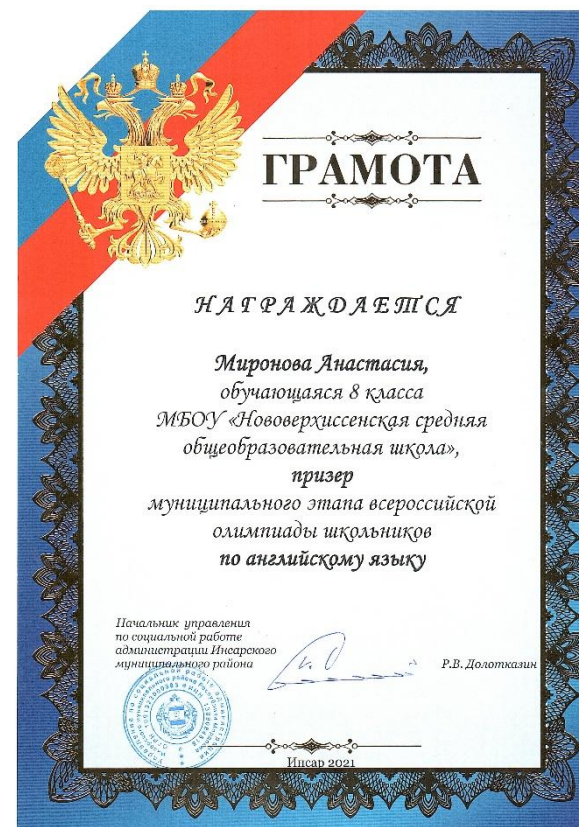 ГРАМОТА
НАГРАЖДАЕТСЯ
Миронова Анастасия,
обучающаяся 8 класса
МБОУ «Нововерхиссенская средняя
общеобразовательная школа»,
призер
муниципального этапа всероссийской
олимпиады школьников
по английскому языку
Начальник управления
по социальной работе
администрации Инсарского
муниципального района
Р.В. Долотказин
Инсар 2021